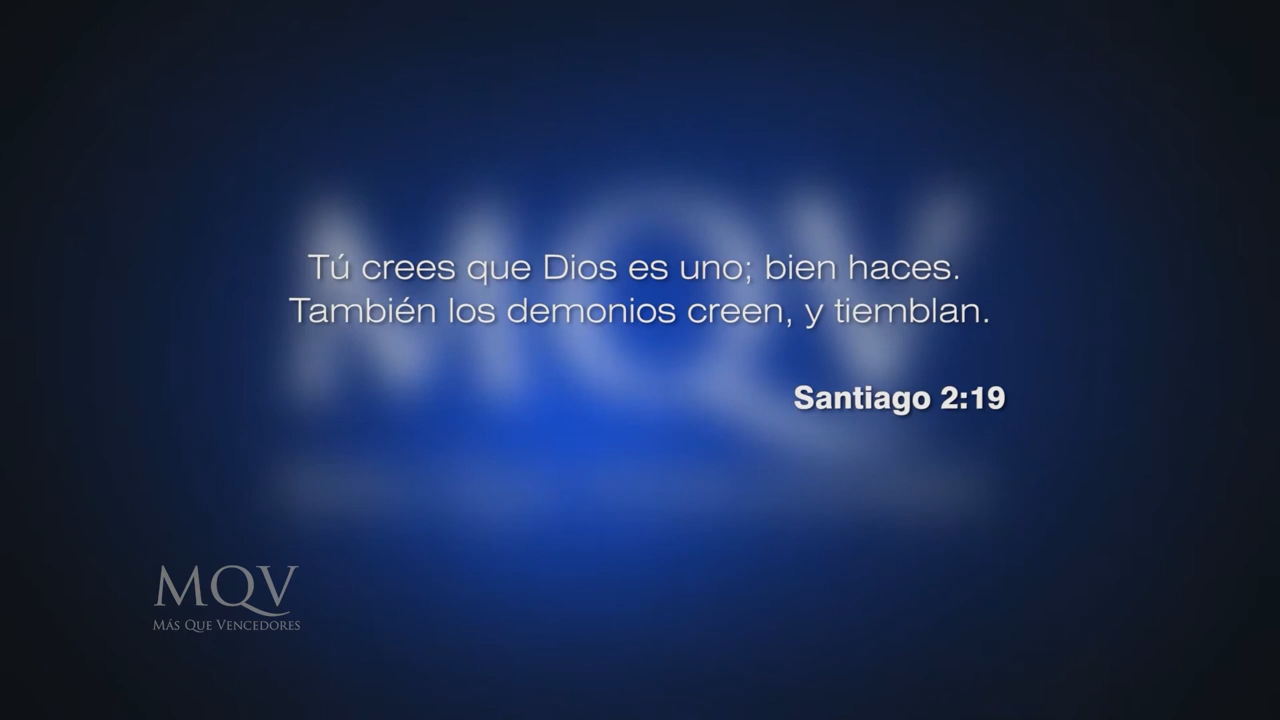 Tú crees que Dios es uno; bien haces.
También los demonios creen, y tiemblan.
Santiago 2:19
MQV
MÁS QUE VENCEDORES